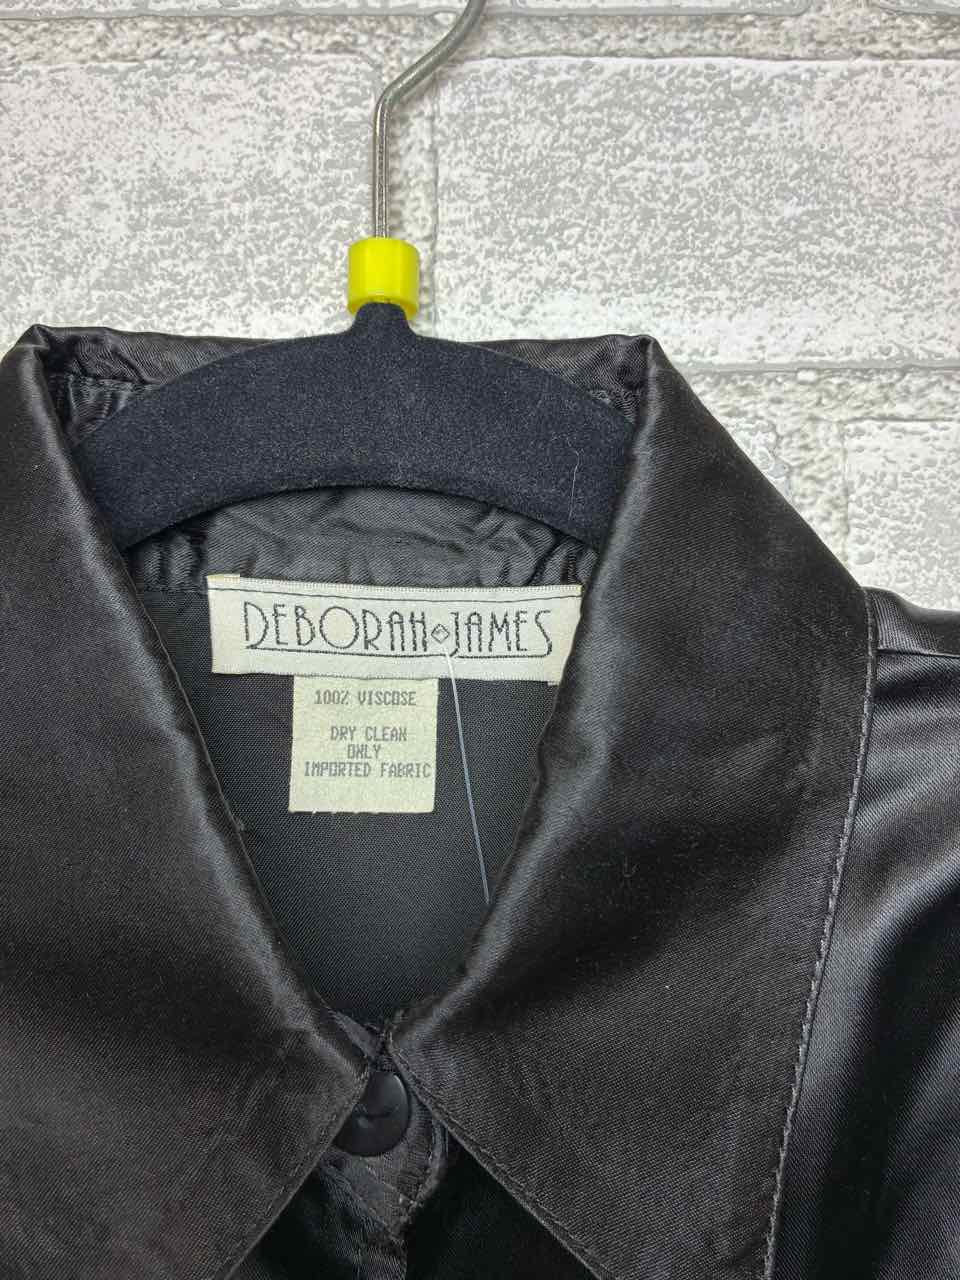 DEBORAH JAMES
100% VISCOSE
DRY CLEAN
ONLY
IMPORTED FABRIC